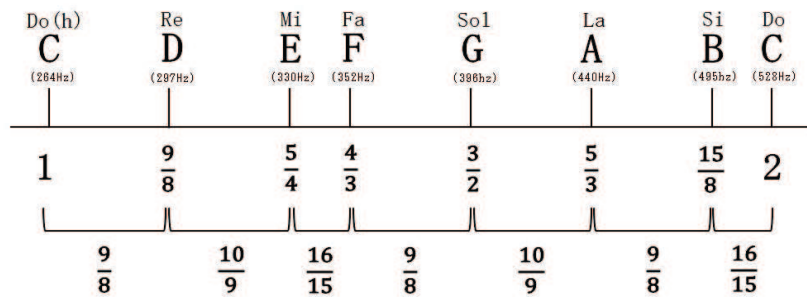 Do(h) Re Mi Fa Sol La Si Do
C D E F G A B C
(264Hz) (297Hz) (330Hz) (352Hz) (396hz) (440Hz) (495hz) (528Hz)
1 9/8 5/4 4/3 3/2 5/3 15/8 2
9/8 10/9 16/15 9/8 10/9 9/8 16/15